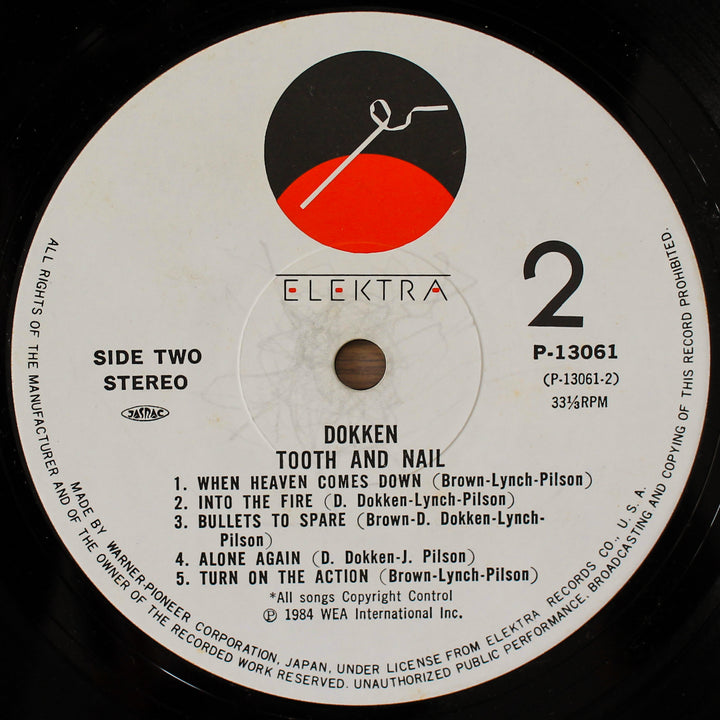 ELEKTRA
2
SIDE TWO
STEREO
JASRAC
P-13061
(P-13061-2)
33⅓RPM
DOKKEN
TOOTH AND NAIL
1. WHEN HEAVEN COMES DOWN (Brown-Lynch-Pilson)
2. INTO THE FIRE (D. Dokken-Lynch-Pilson)
3. BULLETS TO SPARE (Brown-D. Dokken-Lynch-
Pilson)
4. ALONE AGAIN (D. Dokken-J. Pilson)
5. TURN ON THE ACTION (Brown-Lynch-Pilson)
*All songs Copyright Control
Ⓟ 1984 WEA International Inc.
MADE BY WARNER-PIONEER CORPORATION, JAPAN, UNDER LICENSE FROM ELEKTRA RECORDS CO., U.S.A.
ALL RIGHTS OF THE MANUFACTURER AND OF THE OWNER OF THE RECORDED WORK RESERVED. UNAUTHORIZED PUBLIC PERFORMANCE, BROADCASTING AND COPYING OF THIS RECORD PROHIBITED.